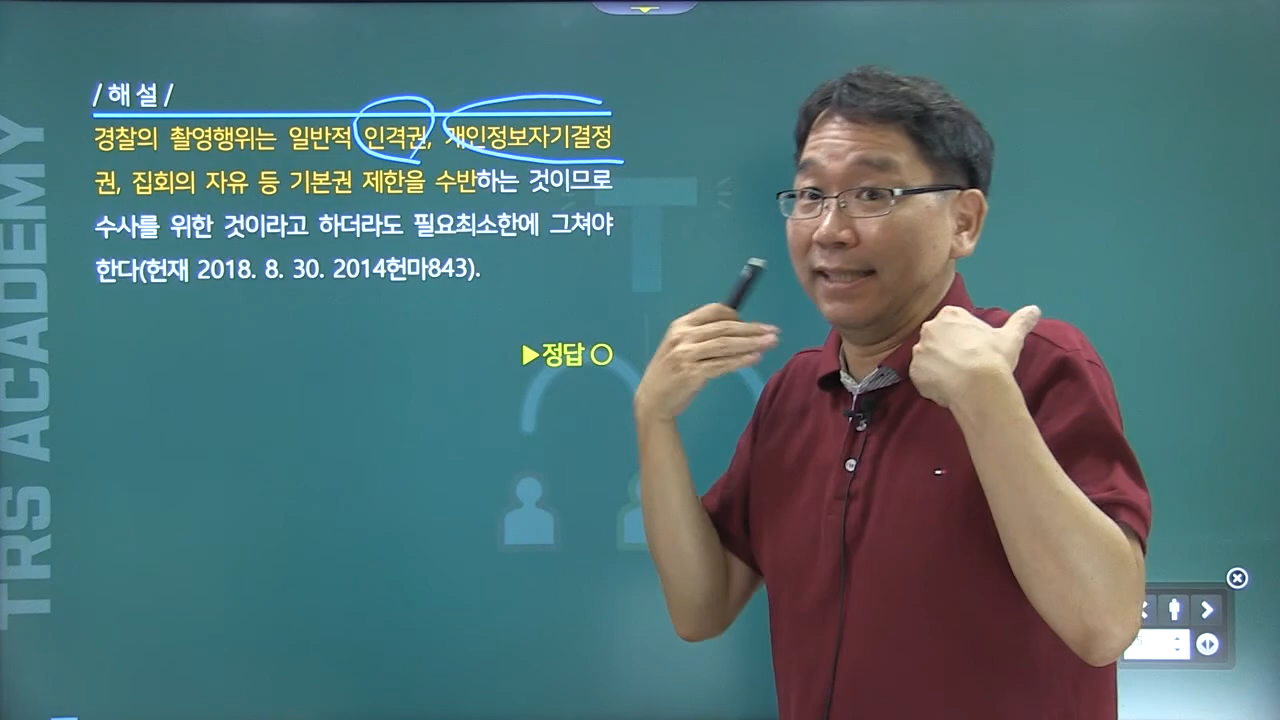 / 해 설 /
경찰의 촬영행위는 일반적 인격권, 개인정보자기결정
권, 집회의 자유 등 기본권 제한을 수반하는 것이므로
수사를 위한 것이라고 하더라도 필요최소한에 그쳐야
한다(헌재 2018. 8. 30. 2014헌마843).
▶정답 ○
TRS ACADEMY